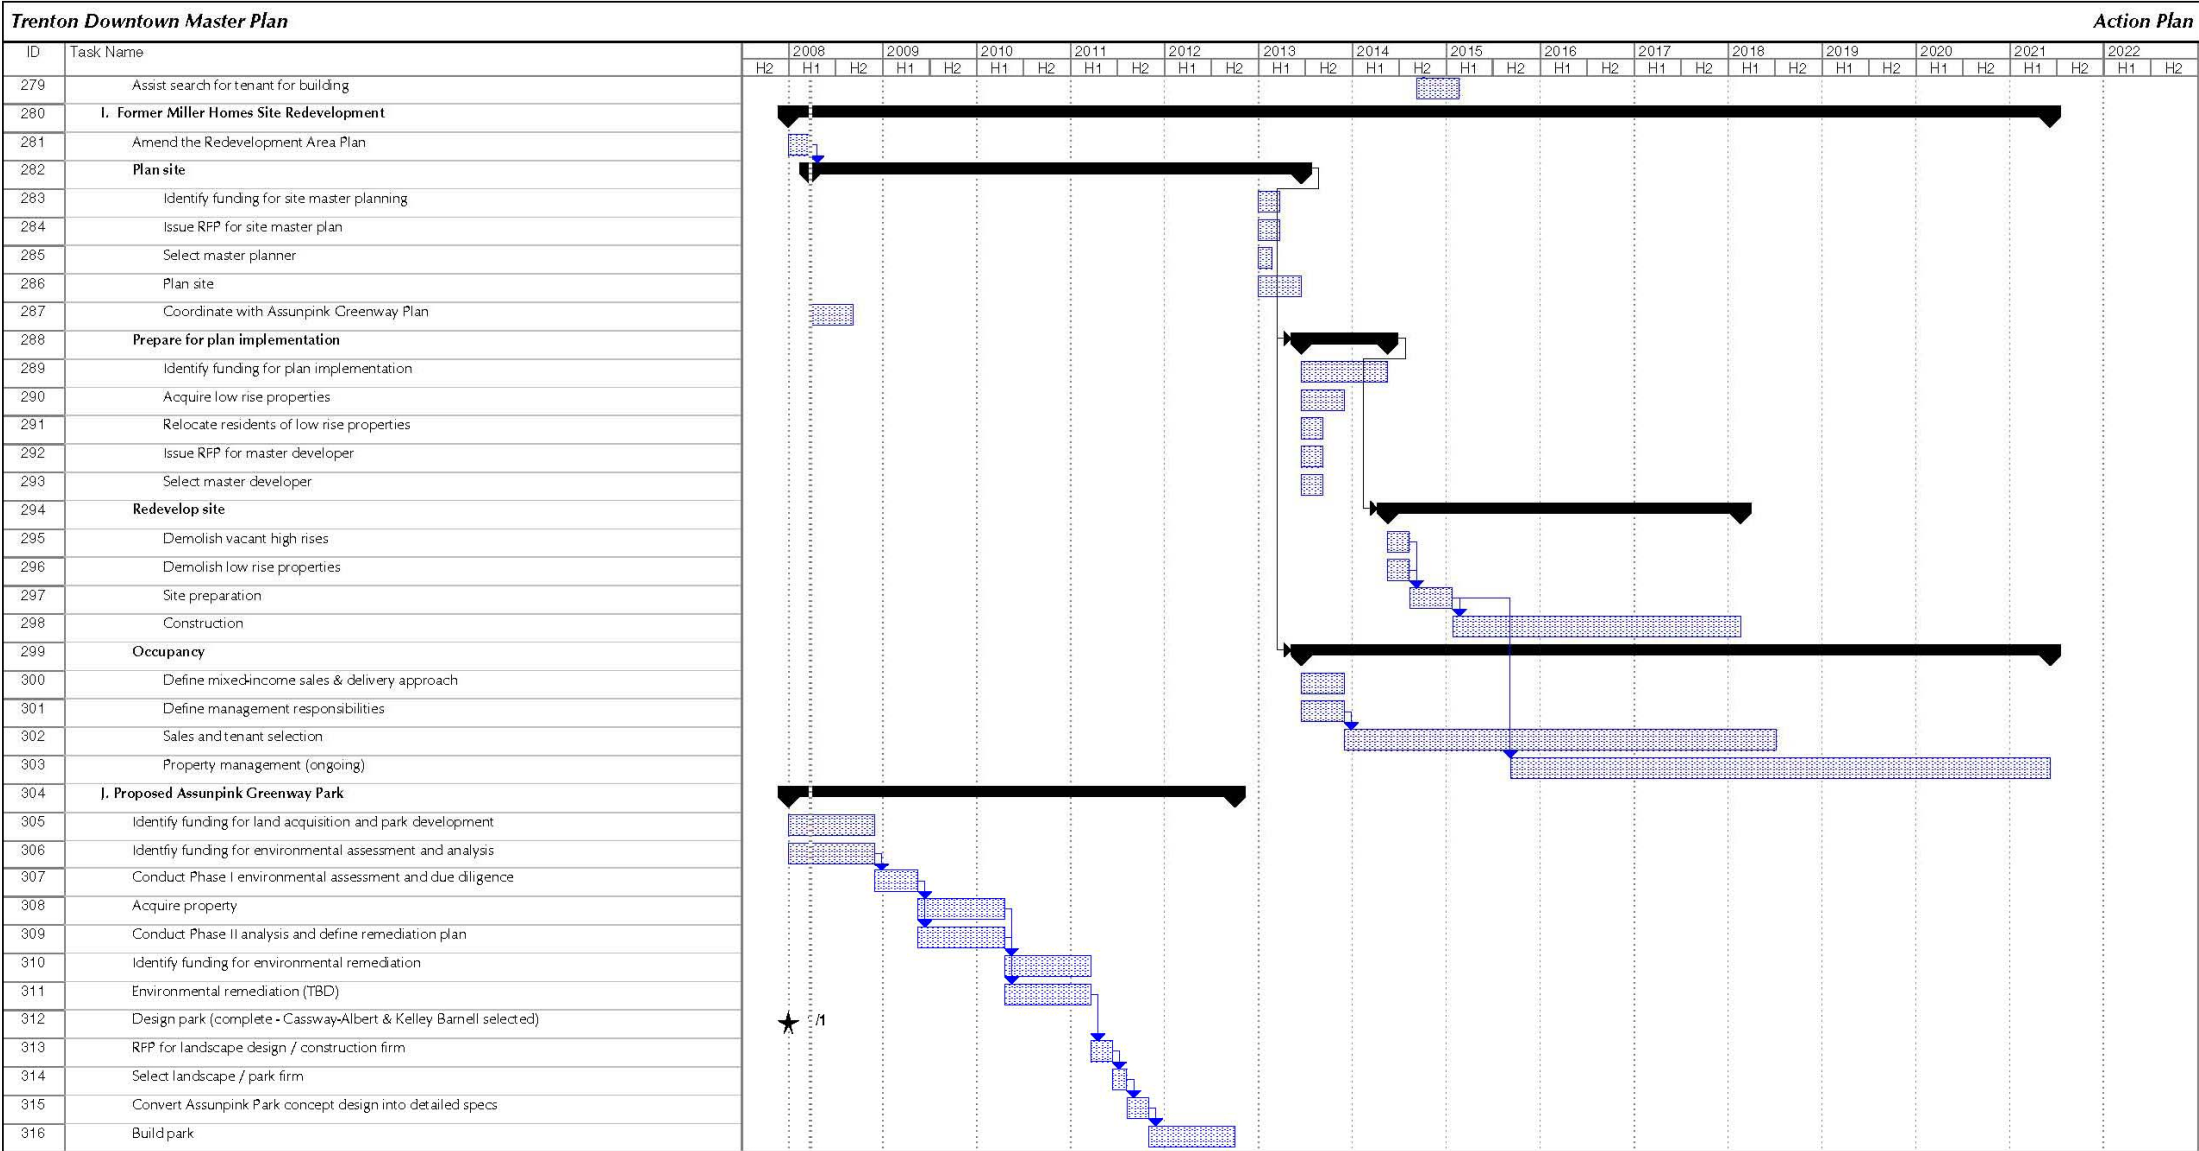 Trenton Downtown Master Plan Action Plan
ID Task Name 2008 2009 2010 2011 2012 2013 2014 2015 2016 2017 2018 2019 2020 2021 2022
H2 H1 H2 H1 H2 H1 H2 H1 H2 H1 H2 H1 H2 H1 H2 H1 H2 H1 H2 H1 H2 H1 H2 H1 H2 H1 H2 H1 H2 H1 H2
279 Assist search for tenant for building
280 I. Former Miller Homes Site Redevelopment
281 Amend the Redevelopment Area Plan
282 Plan site
283 Identify funding for site master planning
284 Issue RFP for site master plan
285 Select master planner
286 Plan site
287 Coordinate with Assunpink Greenway Plan
288 Prepare for plan implementation
289 Identify funding for plan implementation
290 Acquire low rise properties
291 Relocate residents of low rise properties
292 Issue RFP for master developer
293 Select master developer
294 Redevelop site
295 Demolish vacant high rises
296 Demolish low rise properties
297 Site preparation
298 Construction
299 Occupancy
300 Define mixed-income sales & delivery approach
301 Define management responsibilities
302 Sales and tenant selection
303 Property management (ongoing)
304 J. Proposed Assunpink Greenway Park
305 Identify funding for land acquisition and park development
306 Identfiy funding for environmental assessment and analysis
307 Conduct Phase I environmental assessment and due diligence
308 Acquire property
309 Conduct Phase II analysis and define remediation plan
310 Identify funding for environmental remediation
311 Environmental remediation (TBD)
312 Design park (complete - Cassway-Albert & Kelley Barnell selected) /1
313 RFP for landscape design / construction firm
314 Select landscape / park firm
315 Convert Assunpink Park concept design into detailed specs
316 Build park